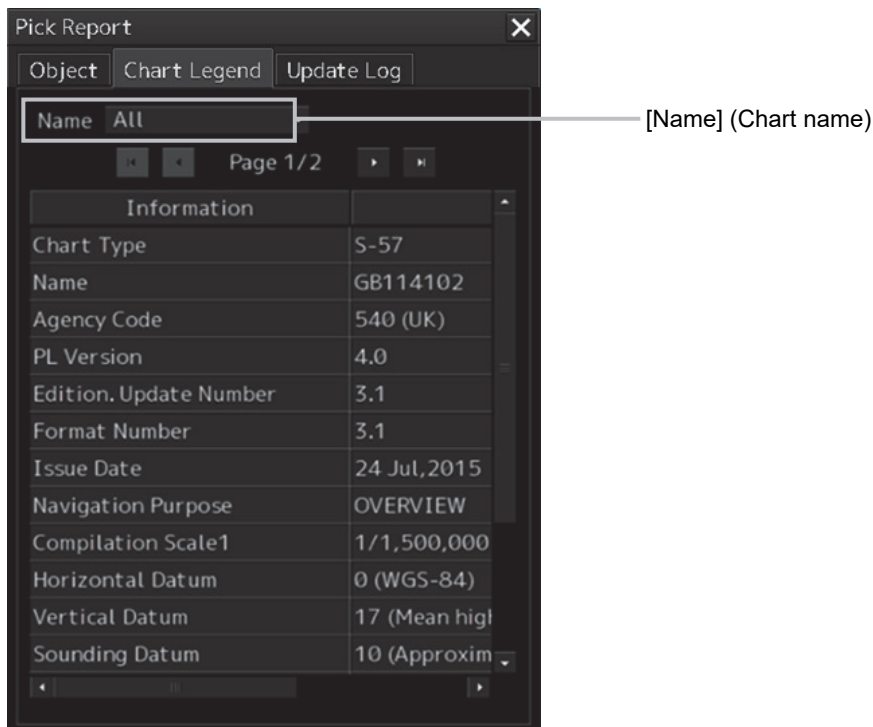 Pick Report
Object Chart Legend Update Log
Name All
[Name] (Chart name)
Page 1/2
Information
Chart Type S-57
Name GB114102
Agency Code 540 (UK)
PL Version 4.0
Edition. Update Number 3.1
Format Number 3.1
Issue Date 24 Jul,2015
Navigation Purpose OVERVIEW
Compilation Scale1 1/1,500,000
Horizontal Datum 0 (WGS-84)
Vertical Datum 17 (Mean high
Sounding Datum 10 (Approxim